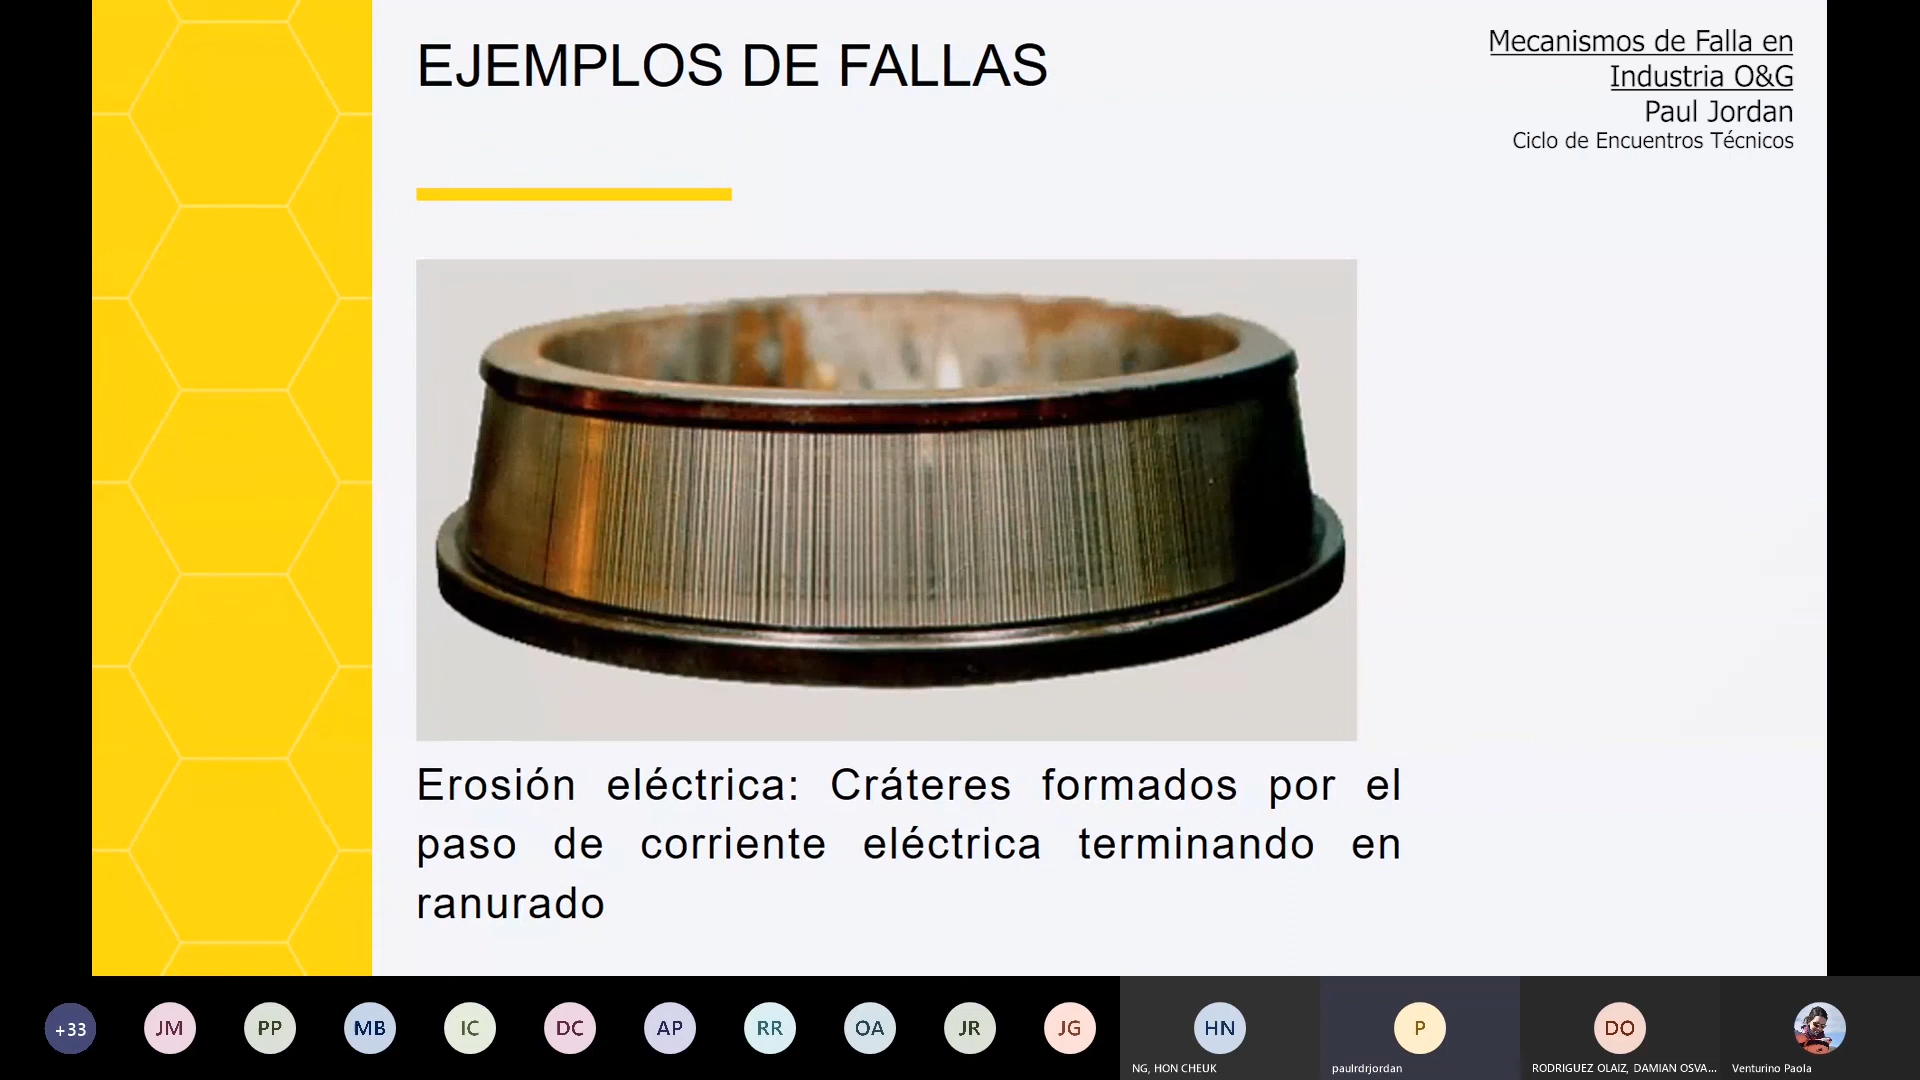 EJEMPLOS DE FALLAS
Mecanismos de Falla en
Industria O&G
Paul Jordan
Ciclo de Encuentros Técnicos
Erosión eléctrica: Cráteres formados por el
paso de corriente eléctrica terminando en
ranurado
+33
JM
PP
MB
IC
DC
AP
RR
OA
JR
JG
HN
P
DO
NG, HON CHEUK
paulrdrjordan
RODRIGUEZ OLAIZ, DAMIAN OSVA...
Venturino Paola